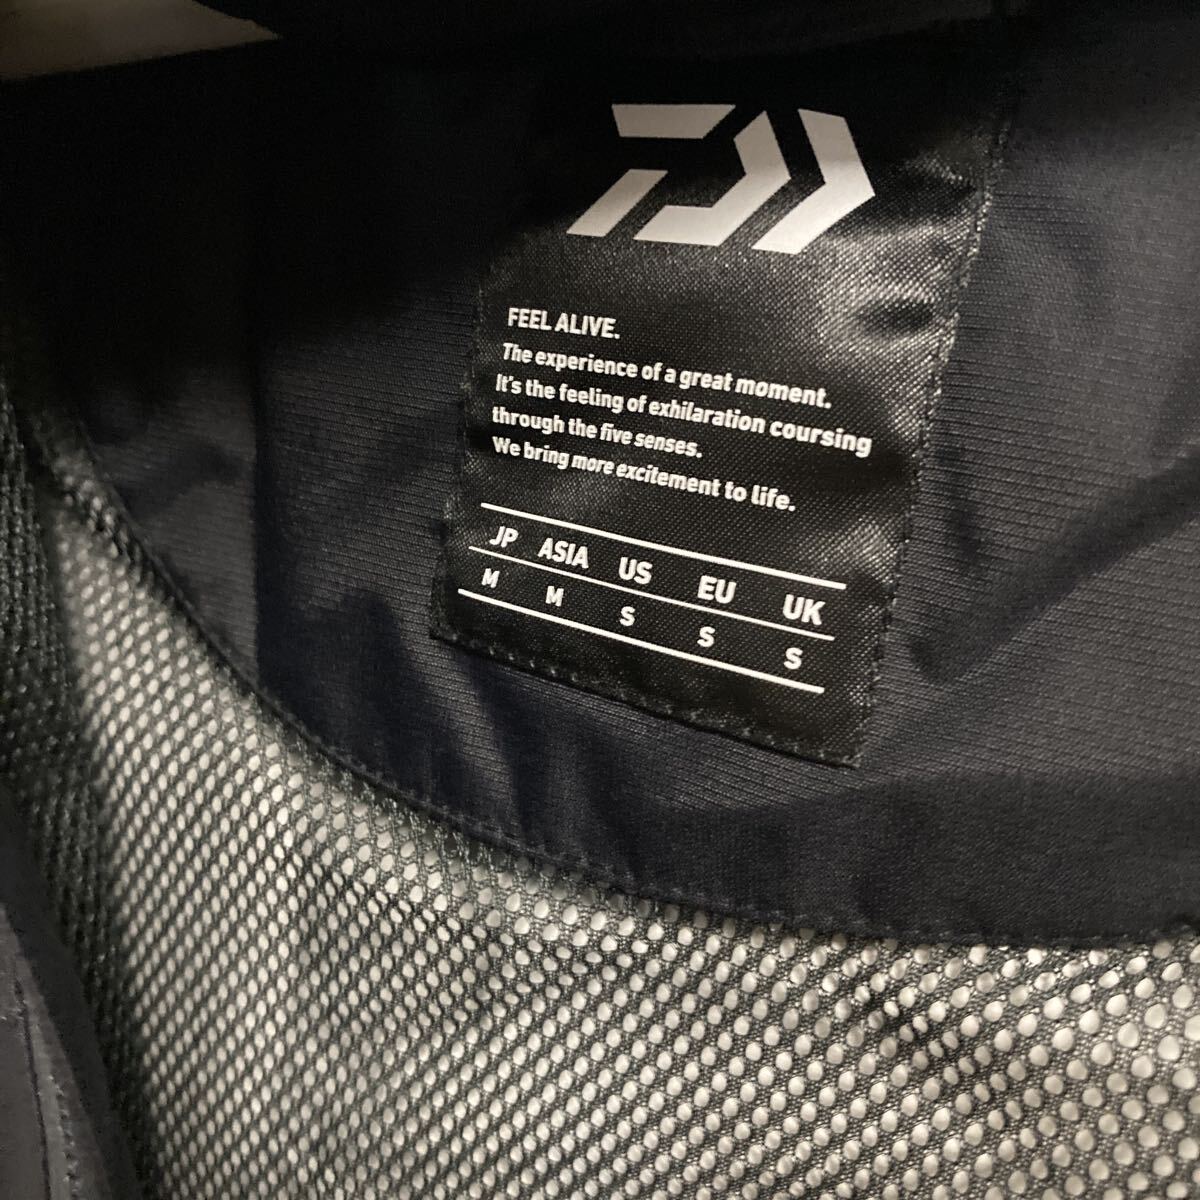 FEEL ALIVE.
The experience of a great moment.
It's the feeling of exhilaration coursing
through the five senses.
We bring more excitement to life.
JP ASIA US EU UK
M M S S S